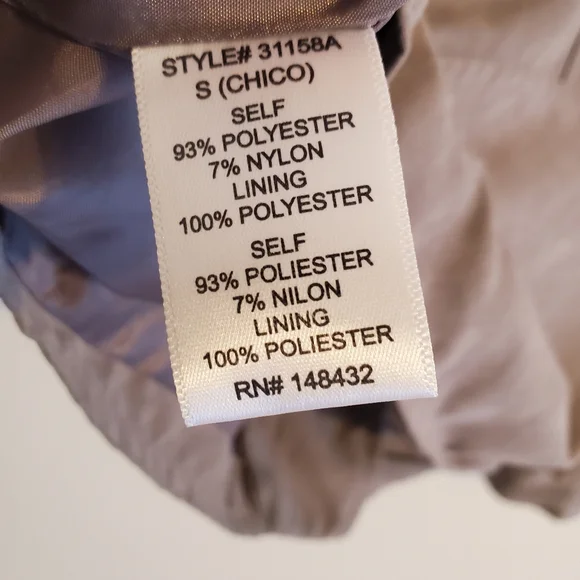 STYLE# 31158A
S (CHICO)
SELF
93% POLYESTER
7% NYLON
LINING
100% POLYESTER
SELF
93% POLIESTER
7% NILON
LINING
100% POLIESTER
RN# 148432